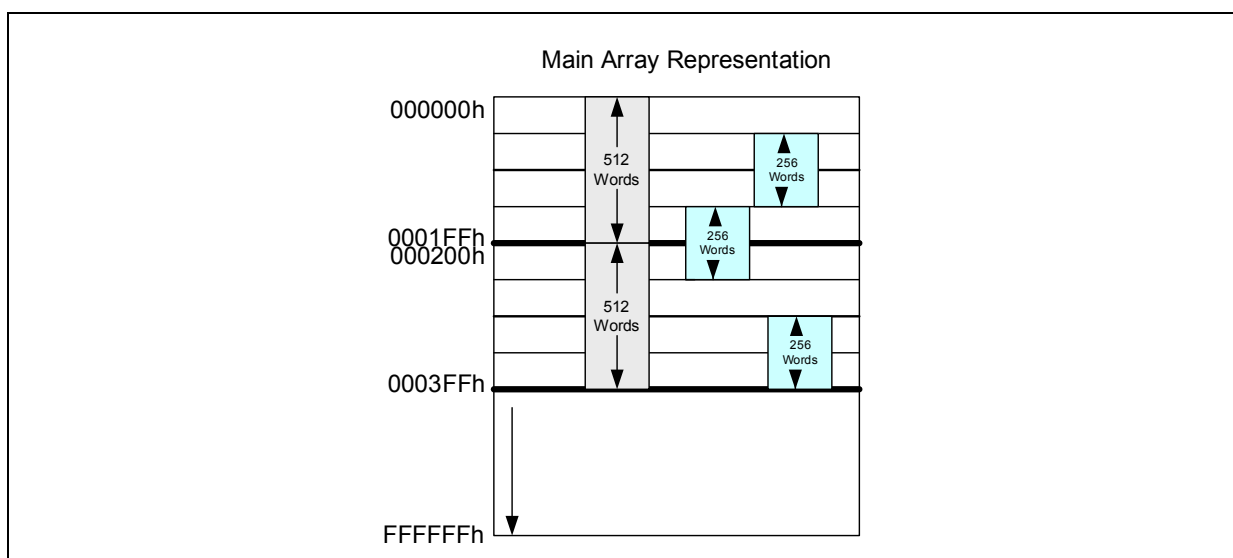 Main Array Representation
000000h
512
Words
256
Words
0001FFh
000200h
256
Words
512
Words
256
Words
0003FFh
FFFFFFh